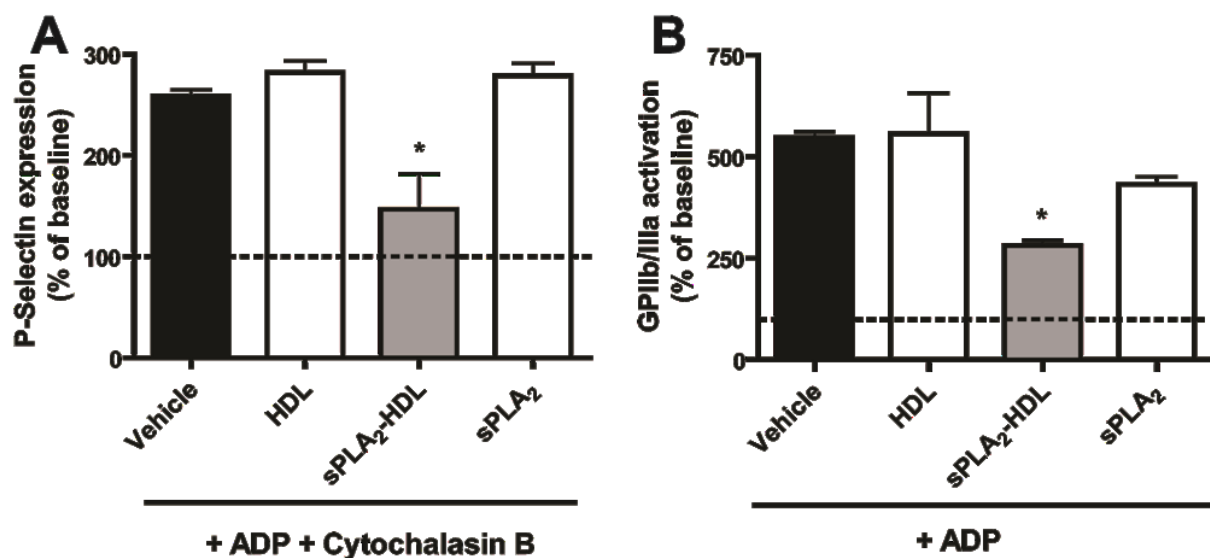 A
P-Selectin expression
(% of baseline)
300
200
100
0
*
Vehicle
HDL
sPLA₂-HDL
sPLA₂
+ ADP + Cytochalasin B
B
GPIIb/IIIa activation
(% of baseline)
750
500
250
0
*
Vehicle
HDL
sPLA₂-HDL
sPLA₂
+ ADP